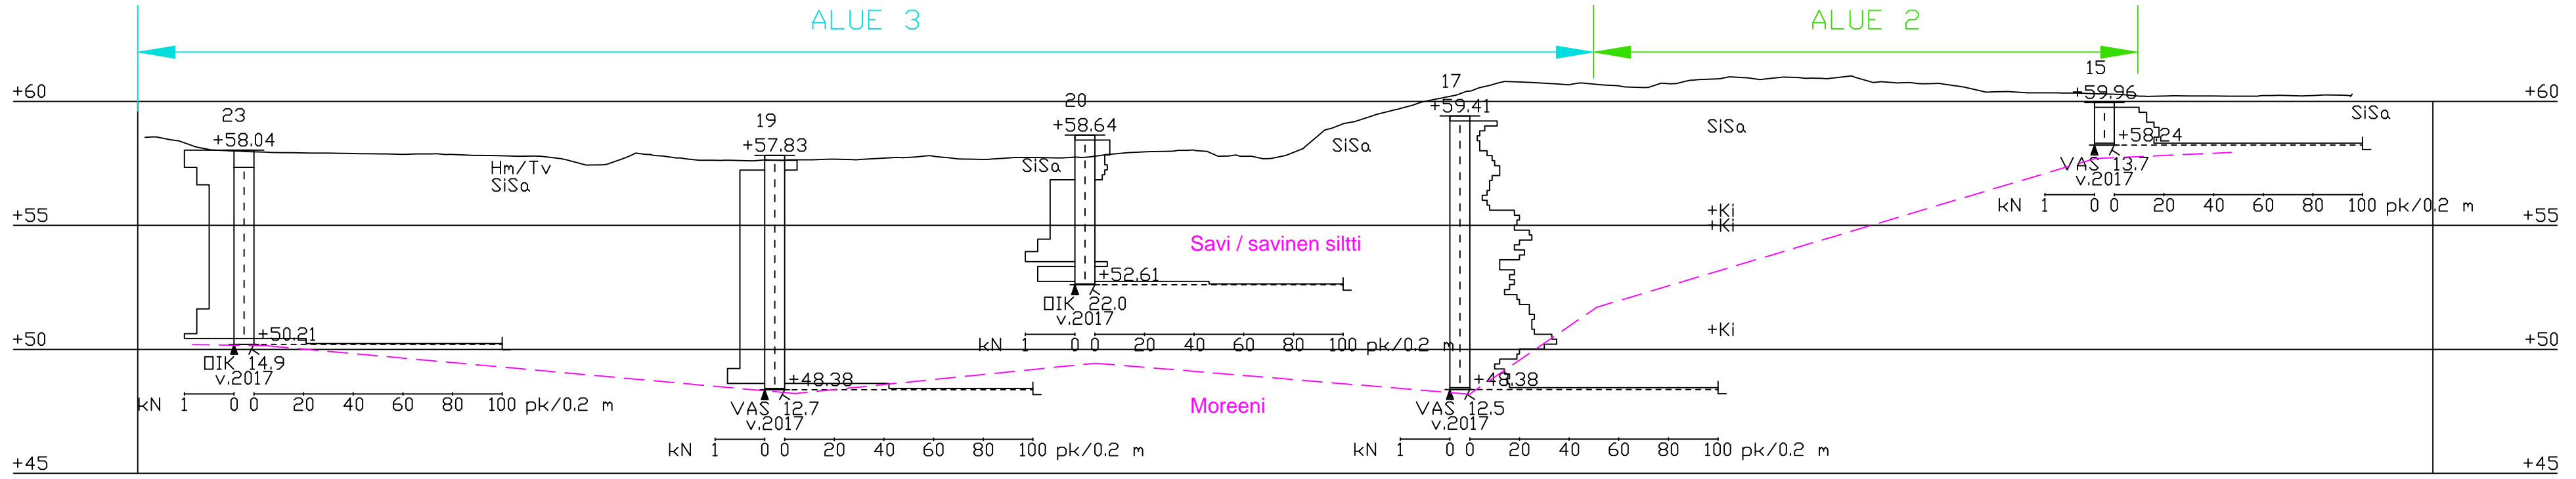 ALUE 3
ALUE 2
+60
+60
23
+58.04
19
+57.83
20
+58.64
17
+59.41
15
+59.96
SiSa
SiSa
SiSa
SiSa
Hm/Tv
SiSa
+58.24
VAS 13.7
v.2017
kN 1 0 0 20 40 60 80 100 pk/0.2 m
+55
+55
+Ki
+Ki
Savi / savinen siltti
+52.61
OIK 22.0
v.2017
kN 1 0 0 20 40 60 80 100 pk/0.2 m
+Ki
+50
+50
+50.21
OIK 14.9
v.2017
kN 1 0 0 20 40 60 80 100 pk/0.2 m
+48.38
VAS 12.7
v.2017
kN 1 0 0 20 40 60 80 100 pk/0.2 m
Moreeni
+48.38
VAS 12.5
v.2017
kN 1 0 0 20 40 60 80 100 pk/0.2 m
+45
+45